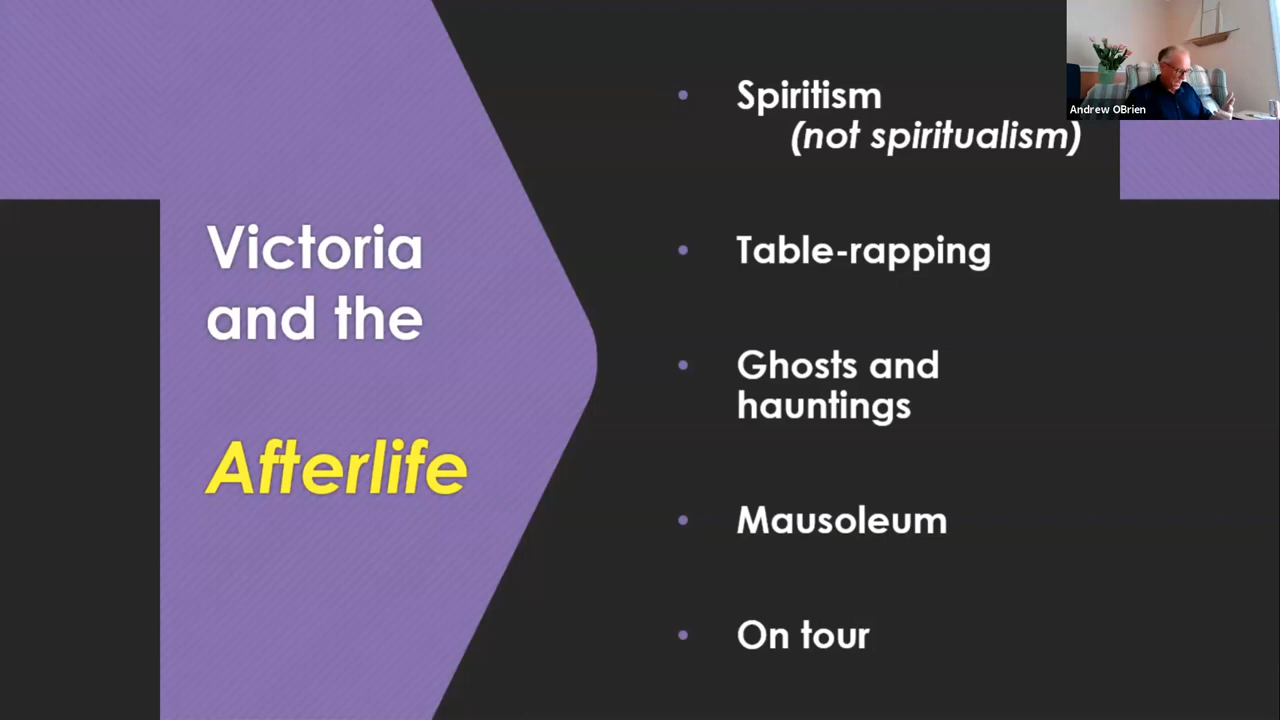 Victoria
and the
Afterlife
Spiritism
(not spiritualism)
Table-rapping
Ghosts and
hauntings
Mausoleum
On tour
Andrew OBrien